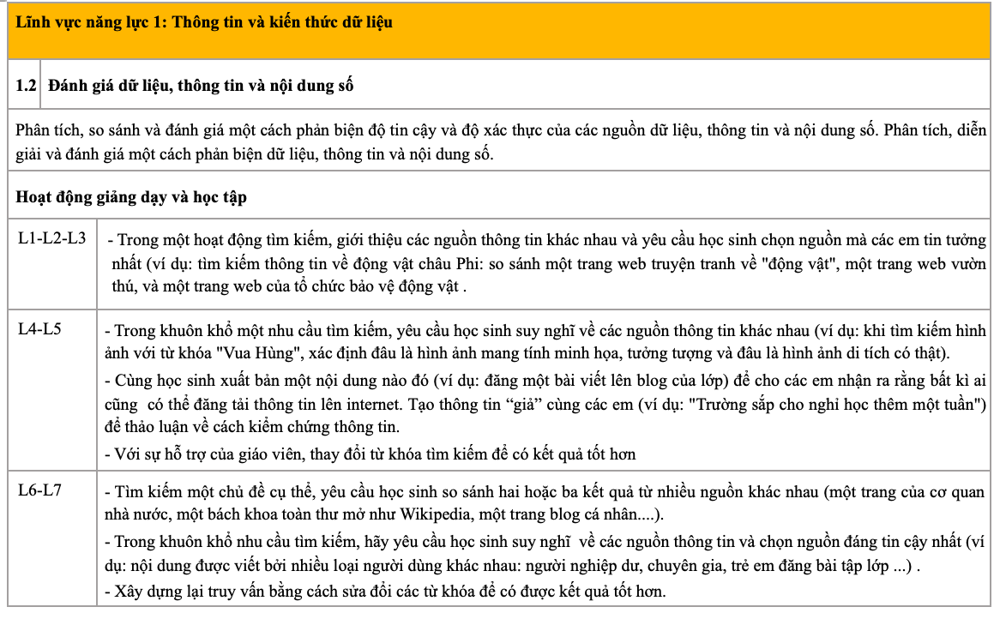 Lĩnh vực năng lực 1: Thông tin và kiến thức dữ liệu
1.2 Đánh giá dữ liệu, thông tin và nội dung số
Phân tích, so sánh và đánh giá một cách phản biện độ tin cậy và độ xác thực của các nguồn dữ liệu, thông tin và nội dung số. Phân tích, diễn
giải và đánh giá một cách phản biện dữ liệu, thông tin và nội dung số.
Hoạt động giảng dạy và học tập
L1-L2-L3
- Trong một hoạt động tìm kiếm, giới thiệu các nguồn thông tin khác nhau và yêu cầu học sinh chọn nguồn mà các em tin tưởng
nhất (ví dụ: tìm kiếm thông tin về động vật châu Phi: so sánh một trang web truyện tranh về "động vật", một trang web vườn
thú, và một trang web của tổ chức bảo vệ động vật .
L4-L5
- Trong khuôn khổ một nhu cầu tìm kiếm, yêu cầu học sinh suy nghĩ về các nguồn thông tin khác nhau (ví dụ: khi tìm kiếm hình
ảnh với từ khóa "Vua Hùng", xác định đâu là hình ảnh mang tính minh họa, tưởng tượng và đâu là hình ảnh di tích có thật).
- Cùng học sinh xuất bản một nội dung nào đó (ví dụ: đăng một bài viết lên blog của lớp) để cho các em nhận ra rằng bất kì ai
cũng có thể đăng tải thông tin lên internet. Tạo thông tin “giả” cùng các em (ví dụ: "Trường sắp cho nghỉ học thêm một tuần")
để thảo luận về cách kiểm chứng thông tin.
- Với sự hỗ trợ của giáo viên, thay đổi từ khóa tìm kiếm để có kết quả tốt hơn
L6-L7
- Tìm kiếm một chủ đề cụ thể, yêu cầu học sinh so sánh hai hoặc ba kết quả từ nhiều nguồn khác nhau (một trang của cơ quan
nhà nước, một bách khoa toàn thư mở như Wikipedia, một trang blog cá nhân....).
- Trong khuôn khổ nhu cầu tìm kiếm, hãy yêu cầu học sinh suy nghĩ về các nguồn thông tin và chọn nguồn đáng tin cậy nhất (ví
dụ: nội dung được viết bởi nhiều loại người dùng khác nhau: người nghiệp dư, chuyên gia, trẻ em đăng bài tập lớp ...) .
- Xây dựng lại truy vấn bằng cách sửa đổi các từ khóa để có được kết quả tốt hơn.